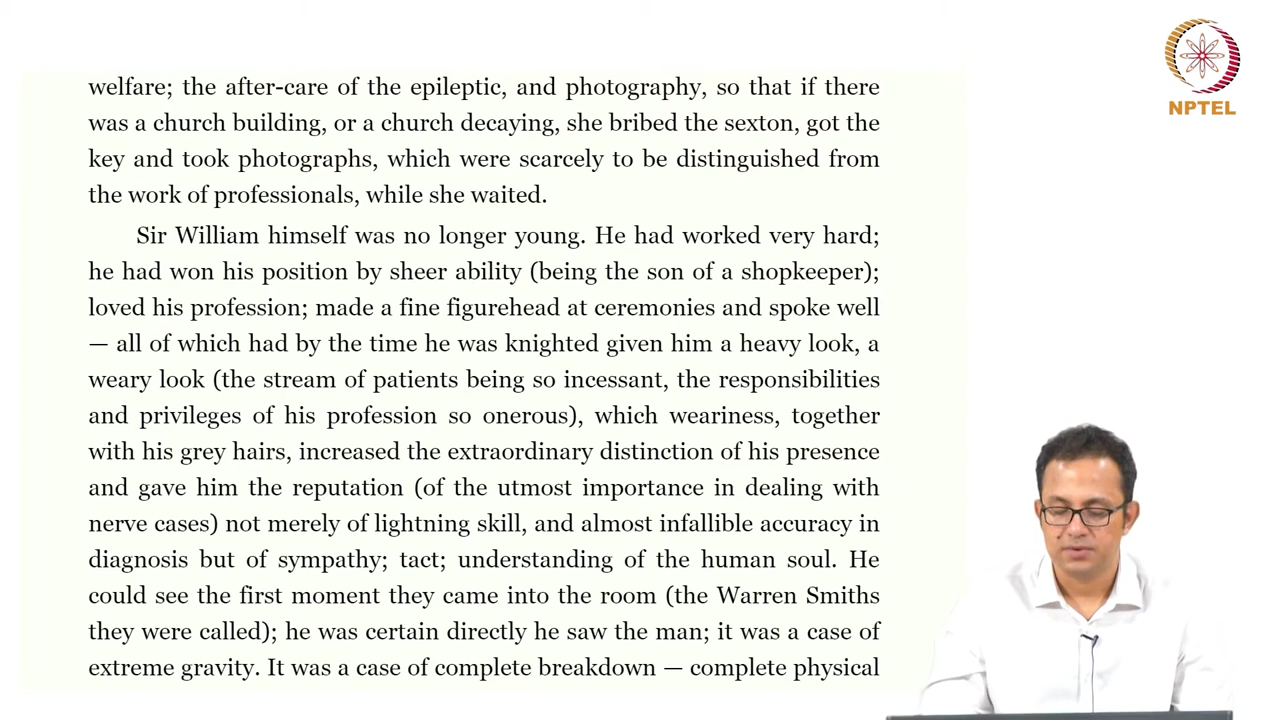 welfare; the after-care of the epileptic, and photography, so that if there
was a church building, or a church decaying, she bribed the sexton, got the
key and took photographs, which were scarcely to be distinguished from
the work of professionals, while she waited.
Sir William himself was no longer young. He had worked very hard;
he had won his position by sheer ability (being the son of a shopkeeper);
loved his profession; made a fine figurehead at ceremonies and spoke well
— all of which had by the time he was knighted given him a heavy look, a
weary look (the stream of patients being so incessant, the responsibilities
and privileges of his profession so onerous), which weariness, together
with his grey hairs, increased the extraordinary distinction of his presence
and gave him the reputation (of the utmost importance in dealing with
nerve cases) not merely of lightning skill, and almost infallible accuracy in
diagnosis but of sympathy; tact; understanding of the human soul. He
could see the first moment they came into the room (the Warren Smiths
they were called); he was certain directly he saw the man; it was a case of
extreme gravity. It was a case of complete breakdown — complete physical
NPTEL